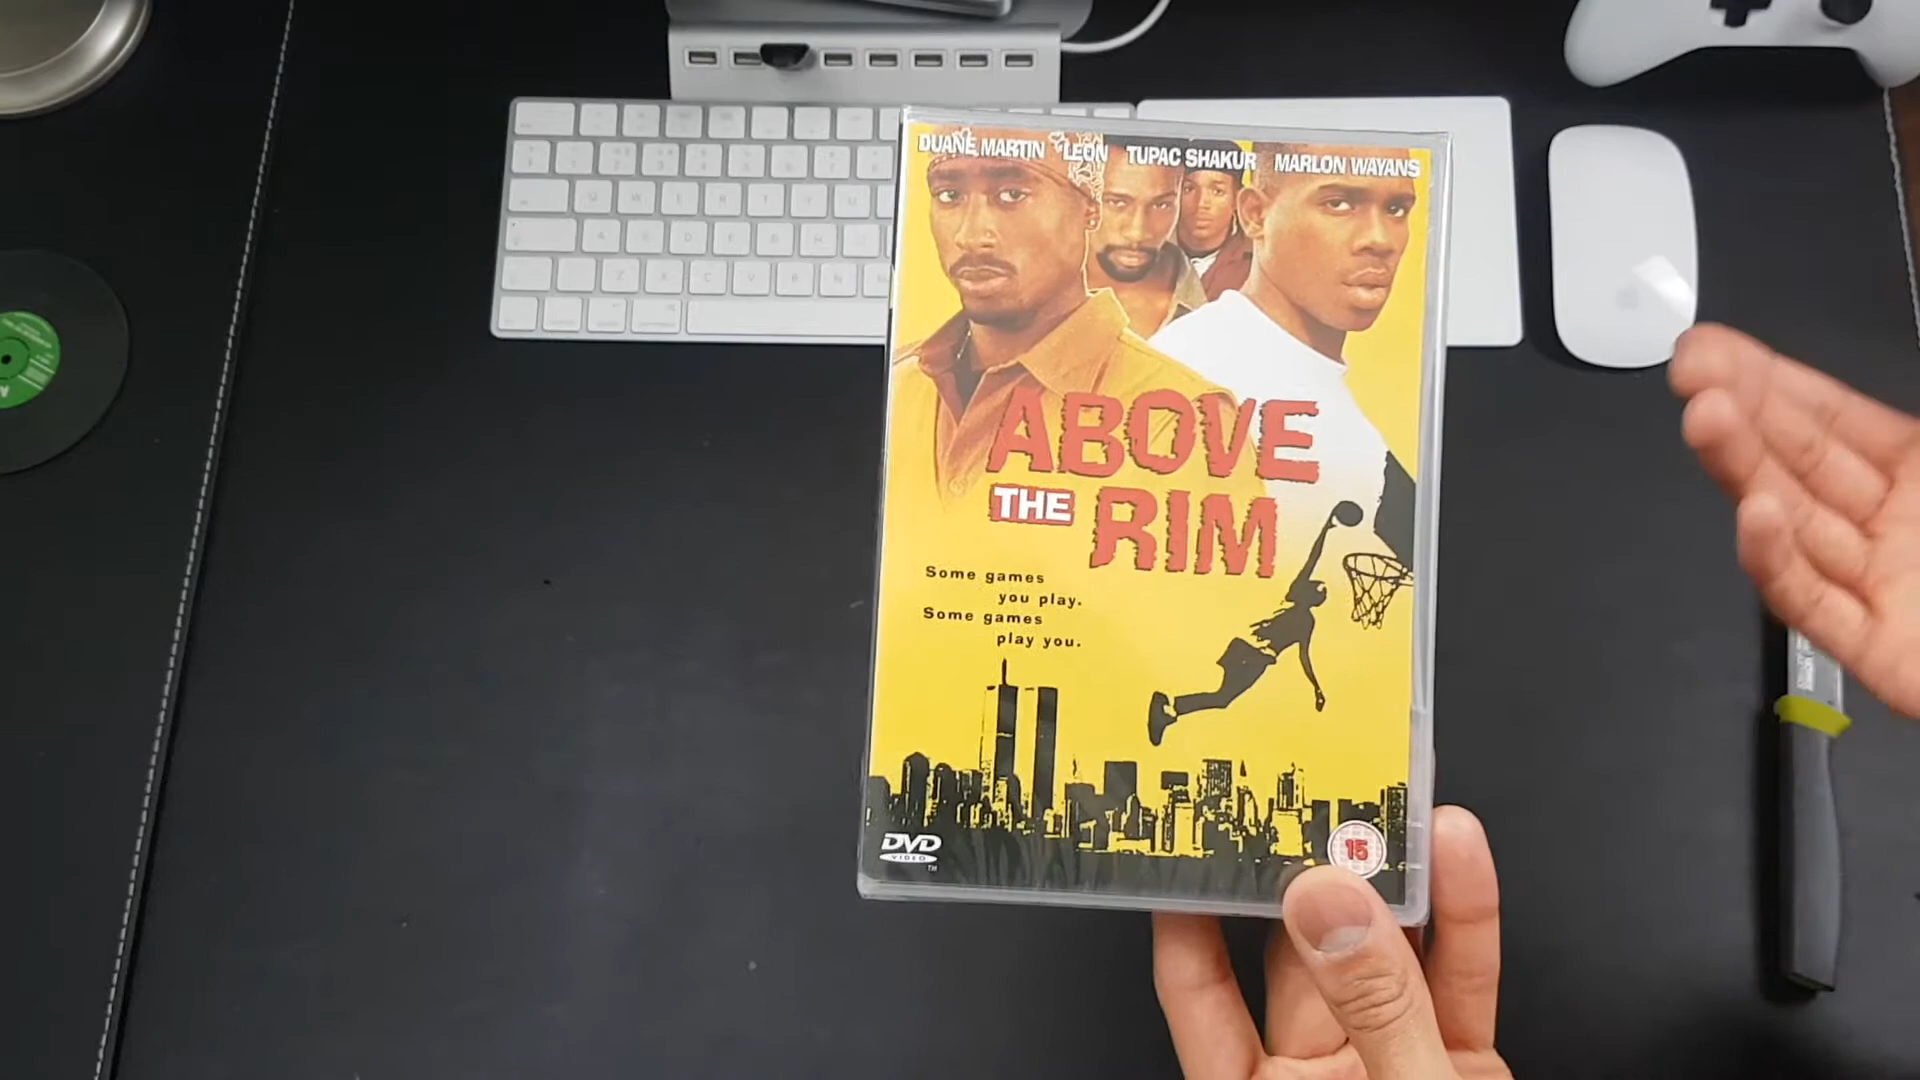 DUANE MARTIN LEON TUPAC SHAKUR MARLON WAYANS
ABOVE
THE RIM
Some games
you play.
Some games
play you.
DVD
VIDEO
TM
15